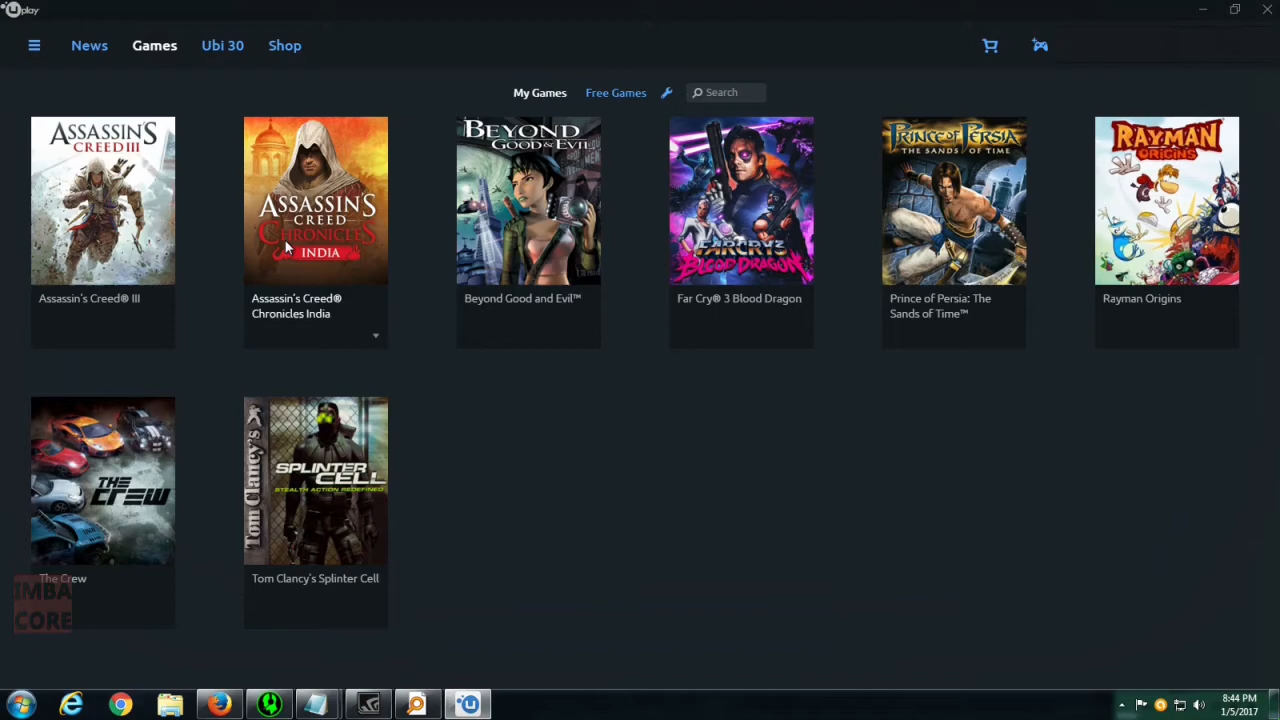 uplay
News Games Ubi 30 Shop
My Games Free Games Search
ASSASSIN'S
CREED III
ASSASSIN'S
CREED
CHRONICLES
INDIA
BEYOND
GOOD & EVIL
FARCRY3
BLOOD DRAGON
PRINCE OF PERSIA
THE SANDS OF TIME
RAYMAN
ORIGINS
Assassin's Creed® III
Assassin's Creed®
Chronicles India
Beyond Good and Evil™
Far Cry® 3 Blood Dragon
Prince of Persia: The
Sands of Time™
Rayman Origins
THE
CREW
Tom Clancy's
SPLINTER
CELL
STEALTH ACTION REDEFINED
The Crew
Tom Clancy's Splinter Cell
IMBA
CORE
8:44 PM
1/5/2017